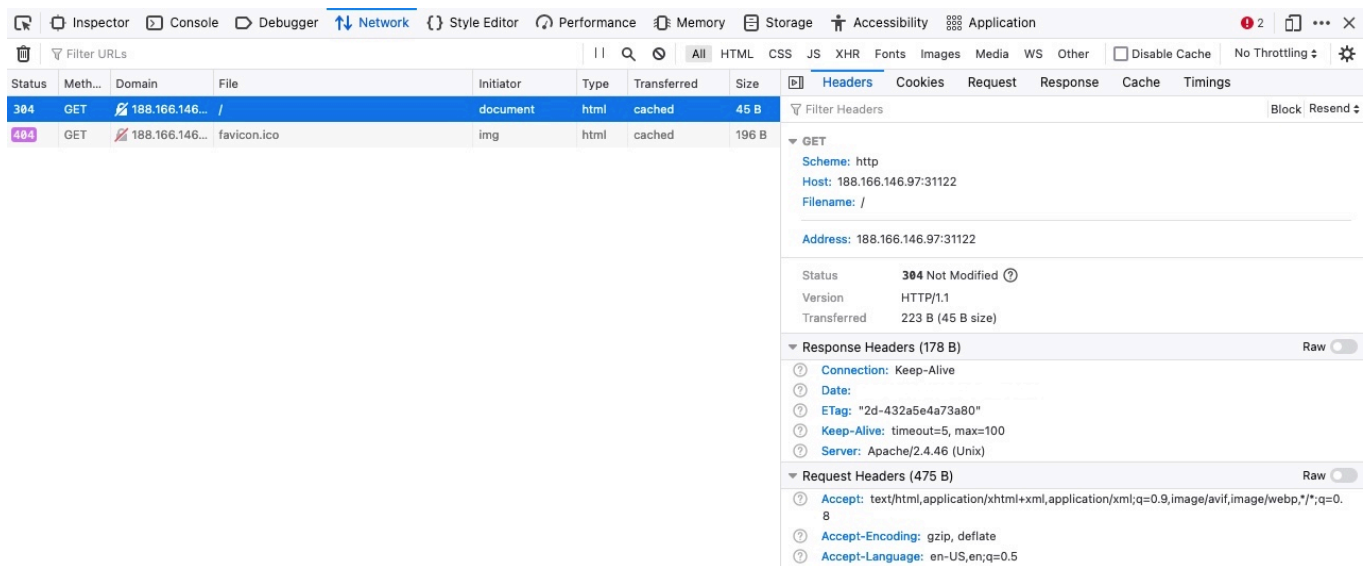 Inspector Console Debugger Network {} Style Editor Performance Memory Storage Accessibility Application 2
Filter URLs All HTML CSS JS XHR Fonts Images Media WS Other Disable Cache No Throttling
Status Meth... Domain File Initiator Type Transferred Size Headers Cookies Request Response Cache Timings
304 GET 188.166.146... / document html cached 45 B
Filter Headers Block Resend
404 GET 188.166.146... favicon.ico img html cached 196 B
GET
Scheme: http
Host: 188.166.146.97:31122
Filename: /
Address: 188.166.146.97:31122
Status 304 Not Modified
Version HTTP/1.1
Transferred 223 B (45 B size)
Response Headers (178 B) Raw
Connection: Keep-Alive
Date:
ETag: "2d-432a5e4a73a80"
Keep-Alive: timeout=5, max=100
Server: Apache/2.4.46 (Unix)
Request Headers (475 B) Raw
Accept: text/html,application/xhtml+xml,application/xml;q=0.9,image/avif,image/webp,*/*;q=0.
8
Accept-Encoding: gzip, deflate
Accept-Language: en-US,en;q=0.5